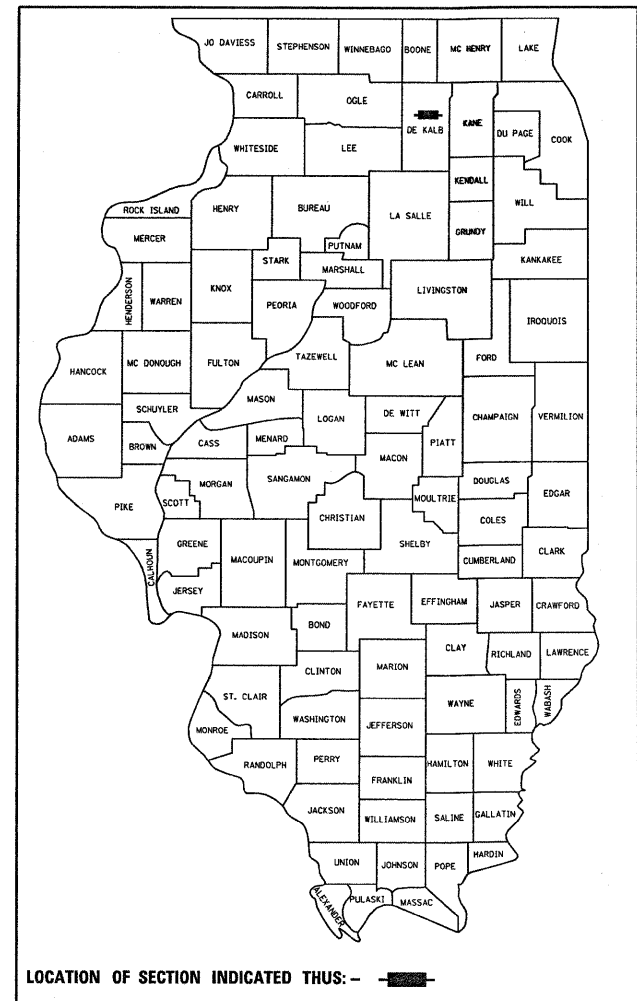 JO DAVIESS STEPHENSON WINNEBAGO BOONE MC HENRY LAKE
CARROLL OGLE DE KALB KANE DU PAGE COOK
WHITESIDE LEE
KENDALL WILL
ROCK ISLAND HENRY BUREAU LA SALLE GRUNDY
MERCER PUTNAM KANKAKEE
STARK MARSHALL
HENDERSON WARREN KNOX PEORIA WOODFORD LIVINGSTON IROQUOIS
HANCOCK MC DONOUGH FULTON TAZEWELL MC LEAN FORD
MASON
SCHUYLER LOGAN DE WITT CHAMPAIGN VERMILION
ADAMS BROWN CASS MENARD MACON PIATT
PIKE SCOTT MORGAN SANGAMON MOULTRIE DOUGLAS EDGAR
CHRISTIAN COLES
GREENE MACOUPIN MONTGOMERY SHELBY CUMBERLAND CLARK
CALHOUN JERSEY
FAYETTE EFFINGHAM JASPER CRAWFORD
MADISON BOND
CLAY RICHLAND LAWRENCE
CLINTON MARION
ST. CLAIR WAYNE EDWARDS WABASH
WASHINGTON JEFFERSON
MONROE
RANDOLPH PERRY HAMILTON WHITE
FRANKLIN
JACKSON WILLIAMSON SALINE GALLATIN
UNION JOHNSON POPE HARDIN
ALEXANDER PULASKI MASSAC
LOCATION OF SECTION INDICATED THUS: –